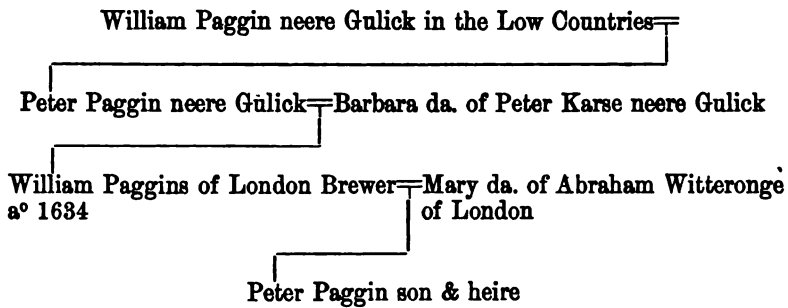 William Paggin neere Gulick in the Low Countries
Peter Paggin neere Gulick Barbara da. of Peter Karse neere Gulick
William Paggins of London Brewer Mary da. of Abraham Witteronge
aº 1634 of London
Peter Paggin son & heire